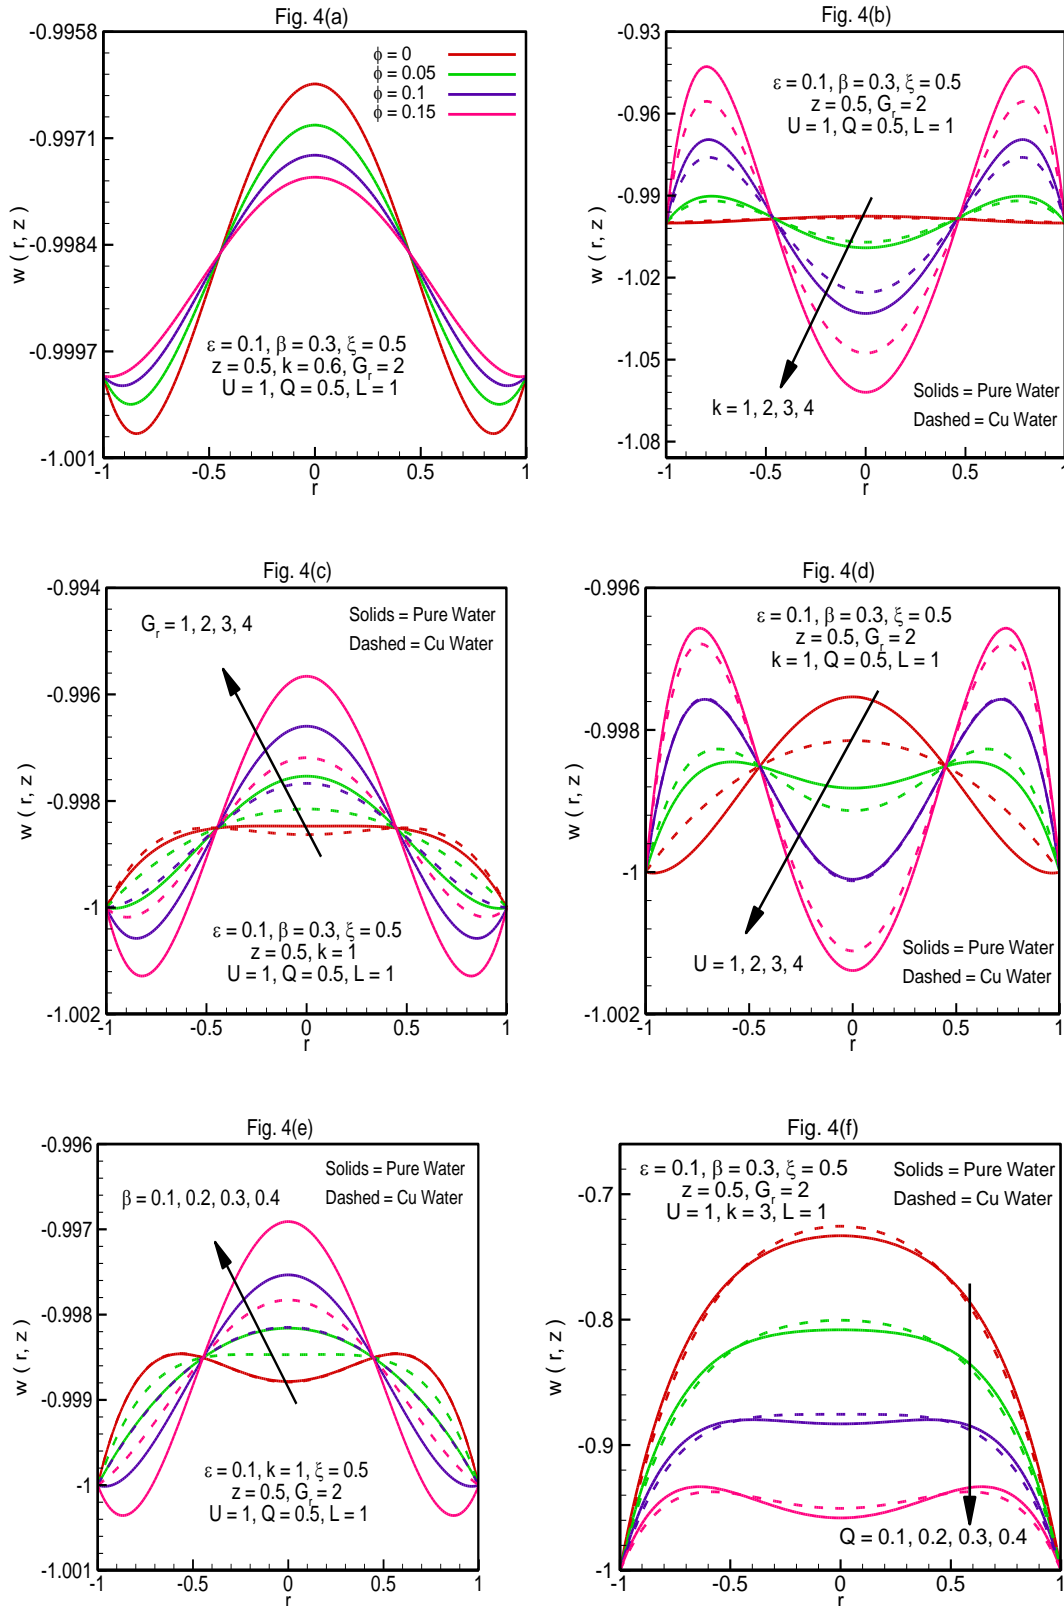 Fig. 4(a)
-0.9958
-0.9971
-0.9984
-0.9997
-1.001
w ( r, z )
ϕ = 0
ϕ = 0.05
ϕ = 0.1
ϕ = 0.15
ε = 0.1, β = 0.3, ξ = 0.5
z = 0.5, k = 0.6, Gr = 2
U = 1, Q = 0.5, L = 1
-1 -0.5 0 0.5 1
r
Fig. 4(b)
-0.93
-0.96
-0.99
-1.02
-1.05
-1.08
w ( r, z )
ε = 0.1, β = 0.3, ξ = 0.5
z = 0.5, Gr = 2
U = 1, Q = 0.5, L = 1
k = 1, 2, 3, 4
Solids = Pure Water
Dashed = Cu Water
-1 -0.5 0 0.5 1
r
Fig. 4(c)
-0.994
-0.996
-0.998
-1
-1.002
w ( r, z )
Solids = Pure Water
Gr = 1, 2, 3, 4
Dashed = Cu Water
ε = 0.1, β = 0.3, ξ = 0.5
z = 0.5, k = 1
U = 1, Q = 0.5, L = 1
-1 -0.5 0 0.5 1
r
Fig. 4(d)
-0.996
-0.998
-1
-1.002
w ( r, z )
ε = 0.1, β = 0.3, ξ = 0.5
z = 0.5, Gr = 2
k = 1, Q = 0.5, L = 1
Solids = Pure Water
U = 1, 2, 3, 4
Dashed = Cu Water
-1 -0.5 0 0.5 1
r
Fig. 4(e)
-0.996
-0.997
-0.998
-0.999
-1
-1.001
w ( r, z )
Solids = Pure Water
β = 0.1, 0.2, 0.3, 0.4
Dashed = Cu Water
ε = 0.1, k = 1, ξ = 0.5
z = 0.5, Gr = 2
U = 1, Q = 0.5, L = 1
-1 -0.5 0 0.5 1
r
Fig. 4(f)
-0.7
-0.8
-0.9
-1
w ( r, z )
ε = 0.1, β = 0.3, ξ = 0.5
z = 0.5, Gr = 2
U = 1, k = 3, L = 1
Solids = Pure Water
Dashed = Cu Water
Q = 0.1, 0.2, 0.3, 0.4
-1 -0.5 0 0.5 1
r